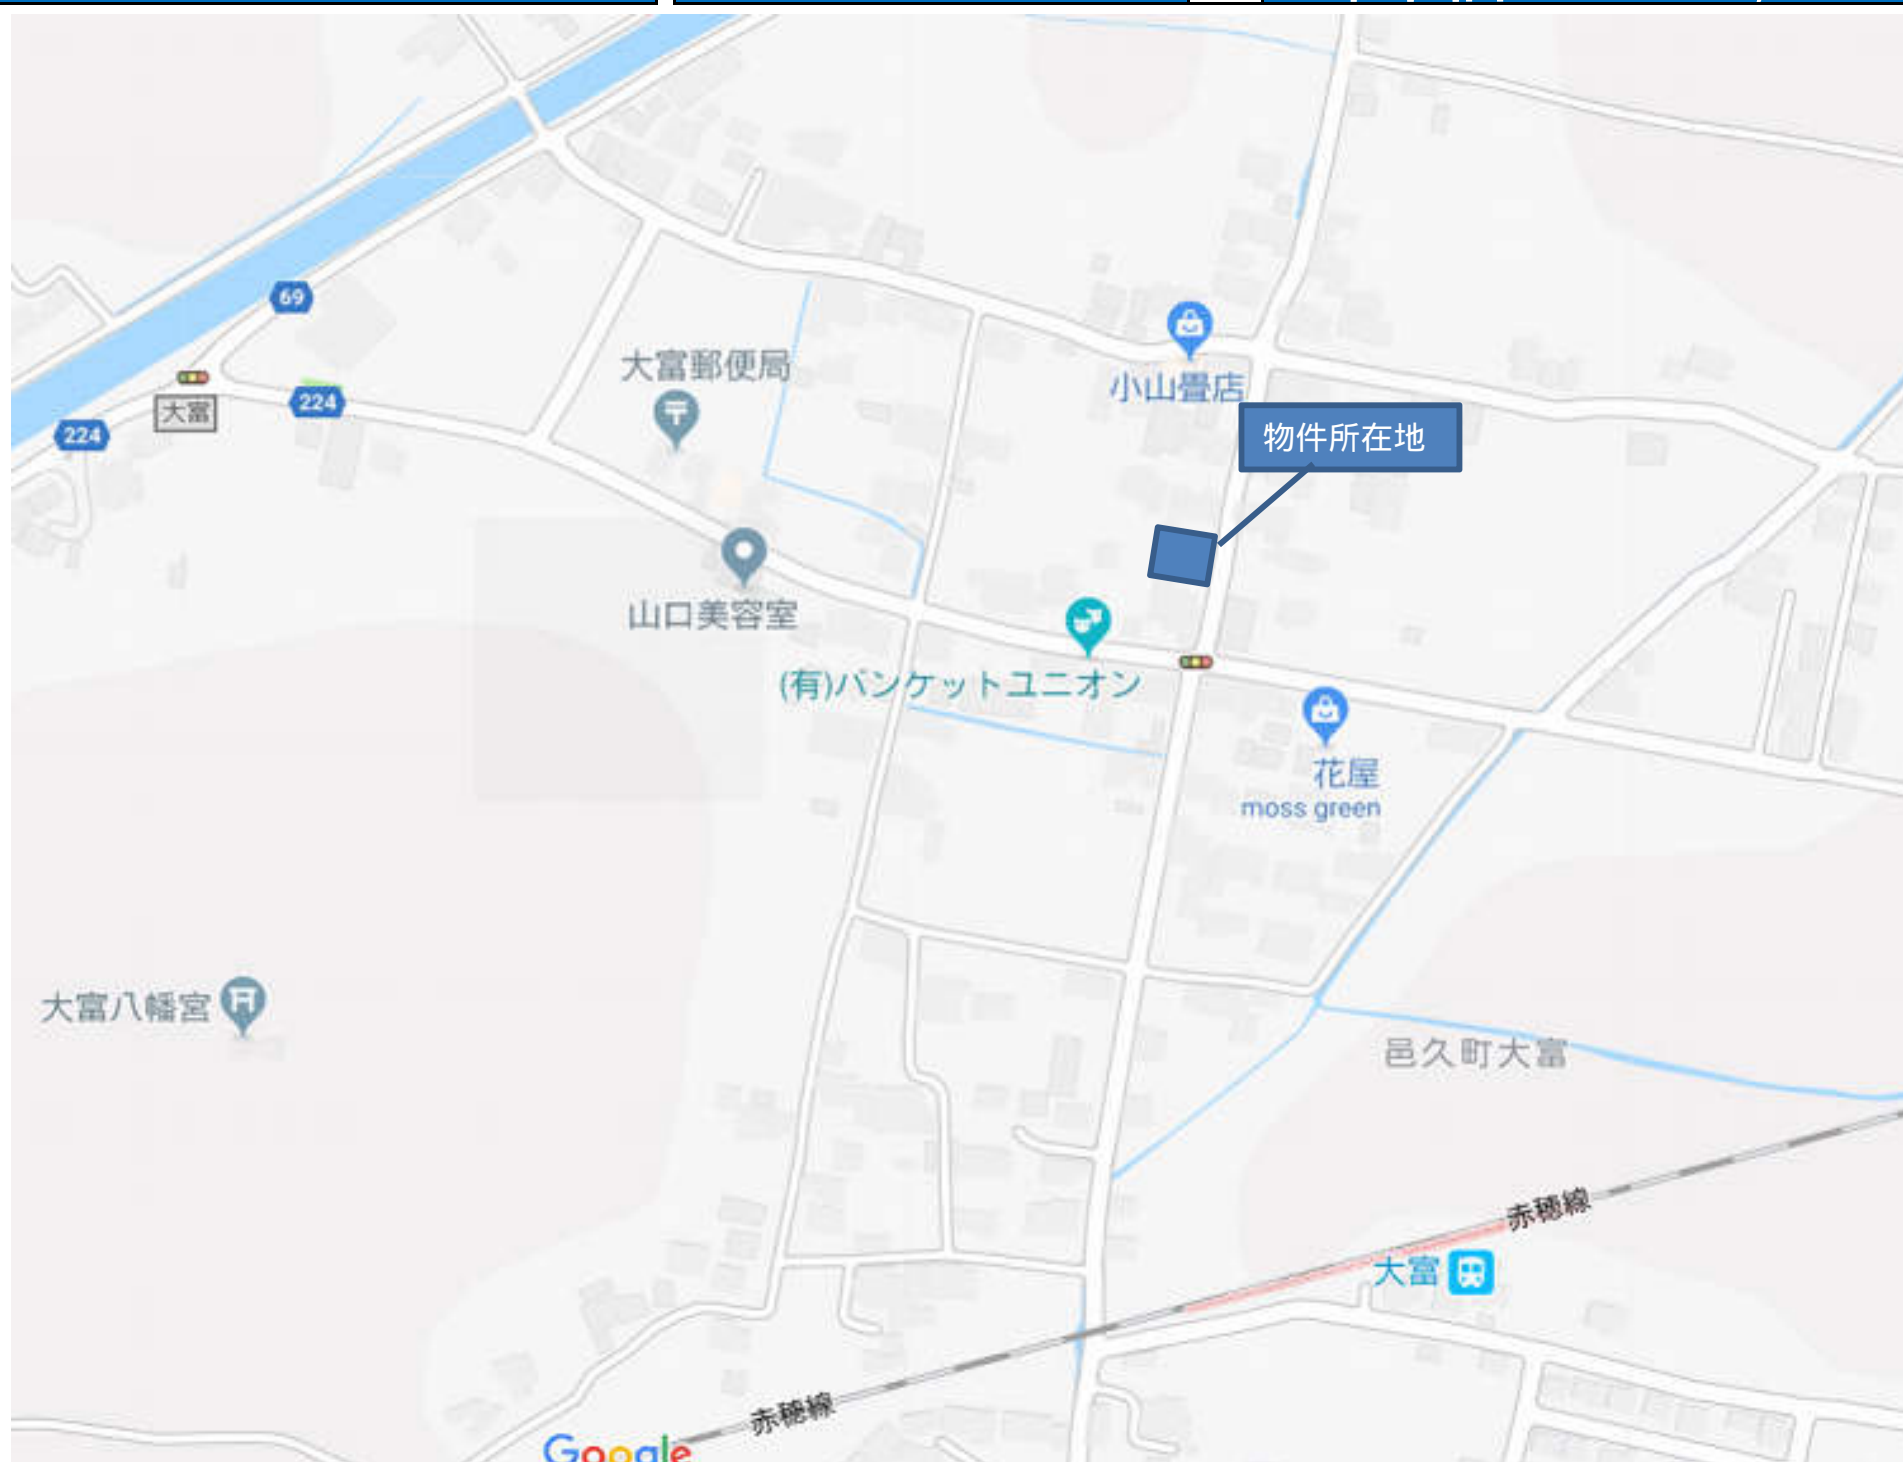 69
大富郵便局
小山畳店
224
大富
224
物件所在地
山口美容室
(有)バンケットユニオン
花屋
moss green
大富八幡宮
邑久町大富
赤穂線
大富
赤穂線
Google